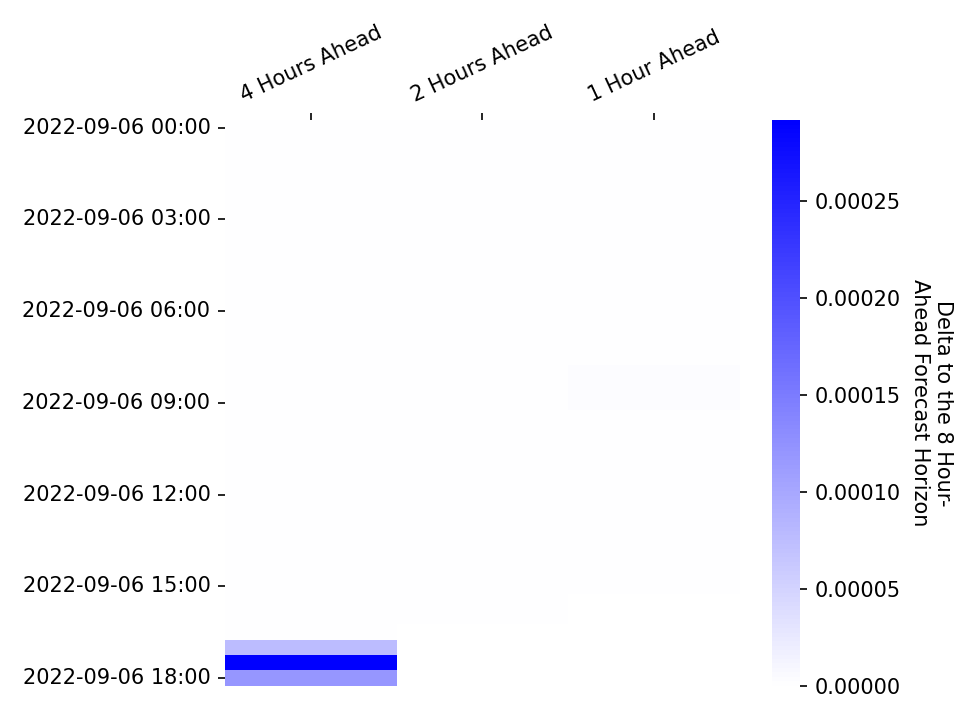 4 Hours Ahead
2 Hours Ahead
1 Hour Ahead
2022-09-06 00:00
2022-09-06 03:00
2022-09-06 06:00
2022-09-06 09:00
2022-09-06 12:00
2022-09-06 15:00
2022-09-06 18:00
0.00025
0.00020
0.00015
0.00010
0.00005
0.00000
Delta to the 8 Hour-
Ahead Forecast Horizon